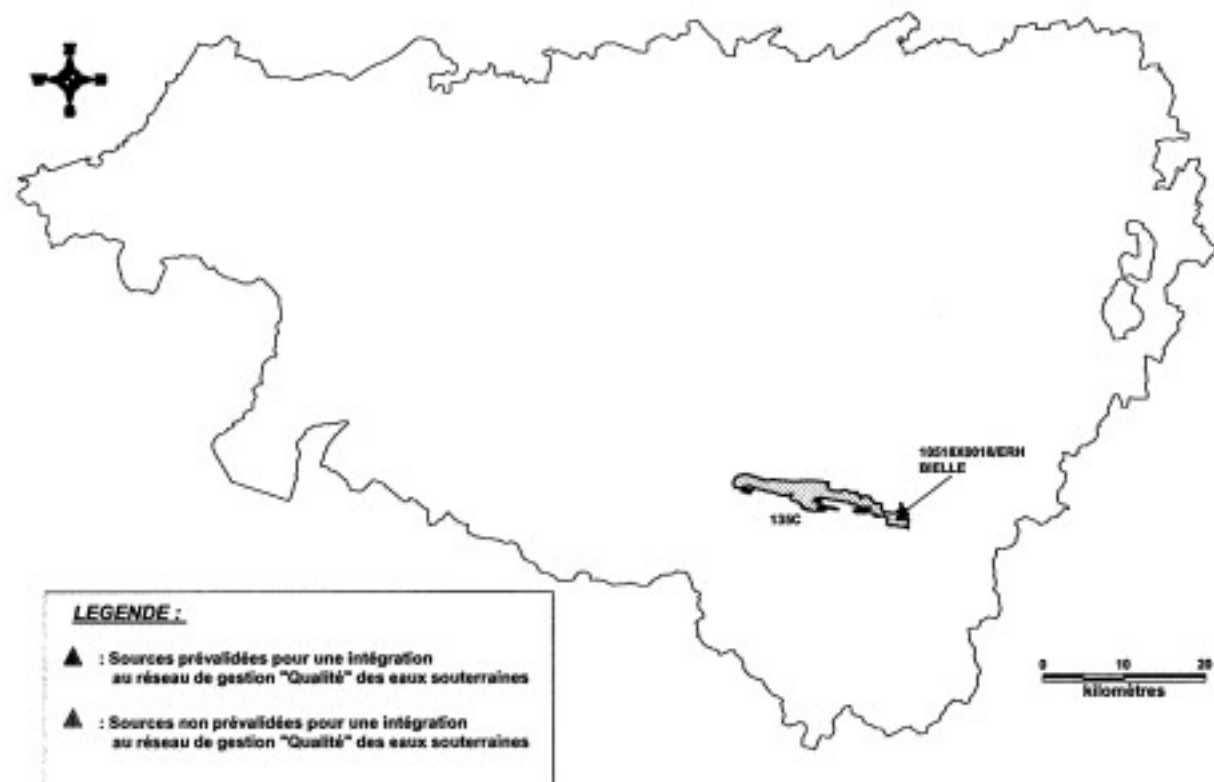 10518X0018/ERH
BIELLE
135C
LEGENDE :
: Sources prévalidées pour une intégration
au réseau de gestion "Qualité" des eaux souterraines
: Sources non prévalidées pour une intégration
au réseau de gestion "Qualité" des eaux souterraines
0 10 20
kilomètres